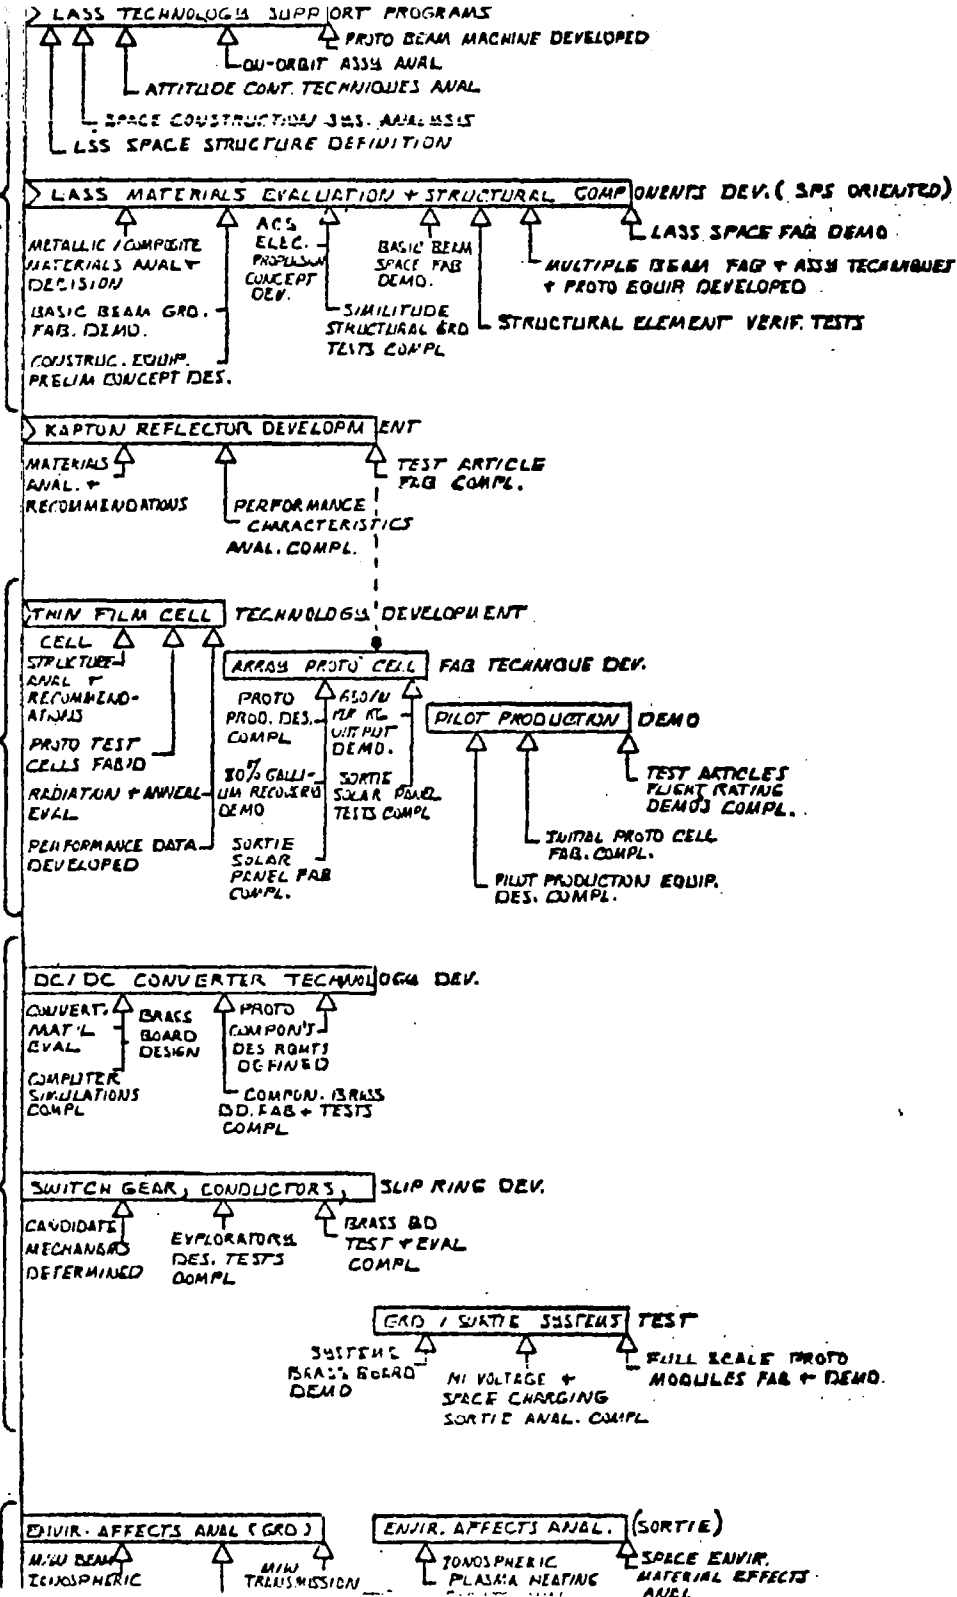 LASS TECHNOLOGY SUPPORT PROGRAMS
PROTO BEAM MACHINE DEVELOPED
ON-ORBIT ASSY ANAL
ATTITUDE CONT. TECHNIQUES ANAL
SPACE CONSTRUCTION SYS. ANALYSIS
LSS SPACE STRUCTURE DEFINITION
LASS MATERIALS EVALUATION + STRUCTURAL COMPONENTS DEV. (SPS ORIENTED)
LASS SPACE FAB DEMO
METALLIC / COMPOSITE
MATERIALS ANAL +
DECISION
ACS
ELEC.
PROPULSION
CONCEPT
DEV.
BASIC BEAM
SPACE FAB
DEMO.
MULTIPLE BEAM FAB + ASSY TECHNIQUES
+ PROTO EQUIP. DEVELOPED
BASIC BEAM GRD.
FAB. DEMO.
SIMILITUDE
STRUCTURAL GRD
TESTS COMPL
STRUCTURAL ELEMENT VERIF. TESTS
CONSTRUC. EQUIP.
PRELIM CONCEPT DES.
KAPTON REFLECTOR DEVELOPMENT
MATERIALS
ANAL. +
RECOMMENDATIONS
TEST ARTICLE
FAB COMPL.
PERFORMANCE
CHARACTERISTICS
ANAL. COMPL.
THIN FILM CELL TECHNOLOGY DEVELOPMENT
CELL
STRUCTURE
ANAL +
RECOMMEND-
ATIONS
PROTO TEST
CELLS FAB'D
RADIATION + ANNEAL
EVAL
PERFORMANCE DATA
DEVELOPED
ARRAY PROTO CELL FAB TECHNIQUE DEV.
PROTO
PROD. DES.
COMPL
PER KG
OUTPUT
DEMO.
80% GALLI-
UM RECOVERY
DEMO
SORTIE
SOLAR PANEL
TESTS COMPL
SORTIE
SOLAR
PANEL FAB
COMPL.
PILOT PRODUCTION DEMO
TEST ARTICLES
FLIGHT RATING
DEMOS COMPL.
INITIAL PROTO CELL
FAB. COMPL.
PILOT PRODUCTION EQUIP.
DES. COMPL.
DC/DC CONVERTER TECHNOLOGY DEV.
CONVERT.
MAT'L
EVAL
BRASS
BOARD
DESIGN
PROTO
COMPON'T
DES RQMTS
DEFINED
COMPUTER
SIMULATIONS
COMPL
COMPON. BRASS
BD. FAB + TESTS
COMPL
SWITCH GEAR, CONDUCTORS, SLIP RING DEV.
CANDIDATE
MECHANISMS
DETERMINED
EXPLORATORY
DES. TESTS
COMPL
BRASS BD
TEST + EVAL
COMPL
GRD / SORTIE SYSTEMS TEST
SYSTEMS
BRASS BOARD
DEMO
HI VOLTAGE +
SPACE CHARGING
SORTIE ANAL. COMPL
FULL SCALE PROTO
MODULES FAB + DEMO.
ENVIR. AFFECTS ANAL (GRD)
M/W BEAM
IONOSPHERIC
M/W
TRANSMISSION
ENVIR. AFFECTS ANAL. (SORTIE)
IONOSPHERIC
PLASMA HEATING
SPACE ENVIR.
MATERIAL EFFECTS
ANAL